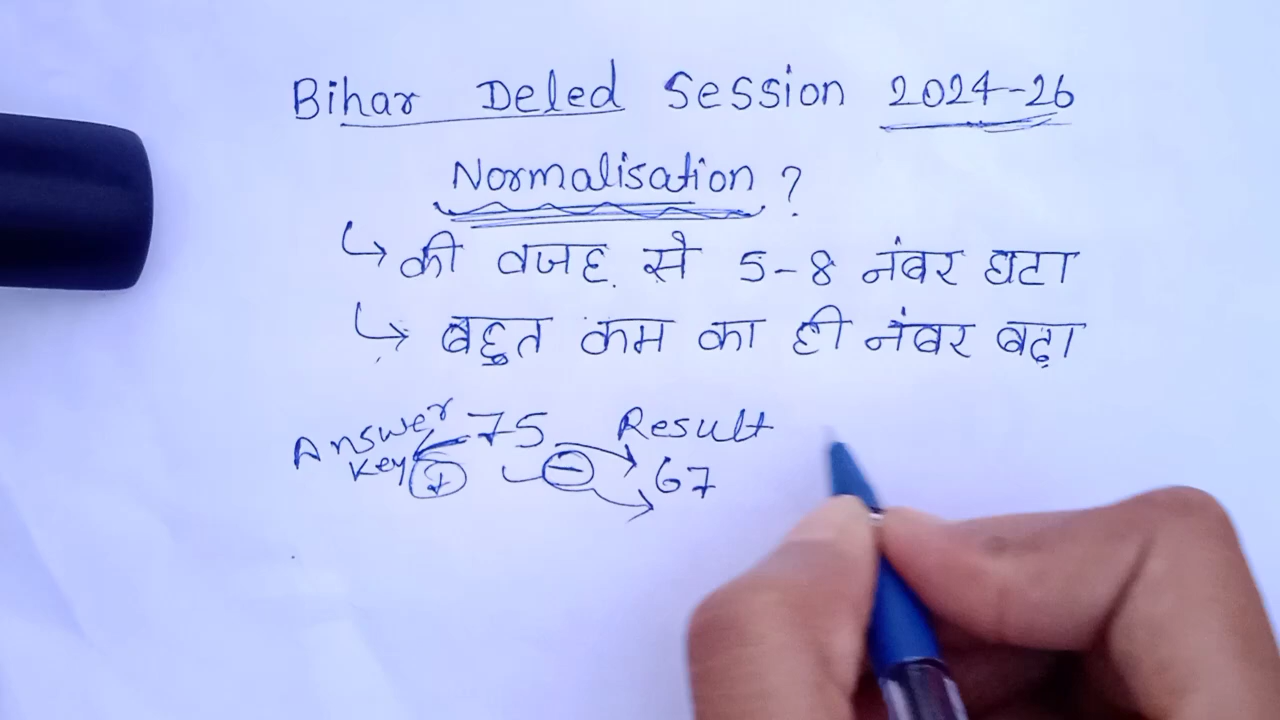 Bihar Deled Session 2024-26
Normalisation ?
↳ की वजह से 5-8 नंबर घटा
↳ बहुत कम का ही नंबर बढ़ा
Answer Key 75 Result
+ - 67